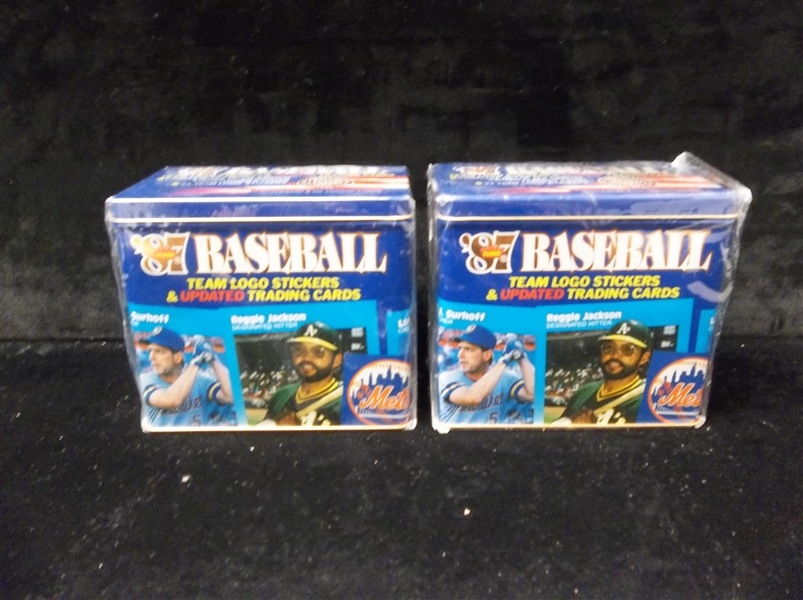 '87 BASEBALL
TEAM LOGO STICKERS
& UPDATED TRADING CARDS
Surhoff
Reggie Jackson
DESIGNATED HITTER
Mets
'87 BASEBALL
TEAM LOGO STICKERS
& UPDATED TRADING CARDS
. Surhoff
Reggie Jackson
DESIGNATED HITTER
Mets